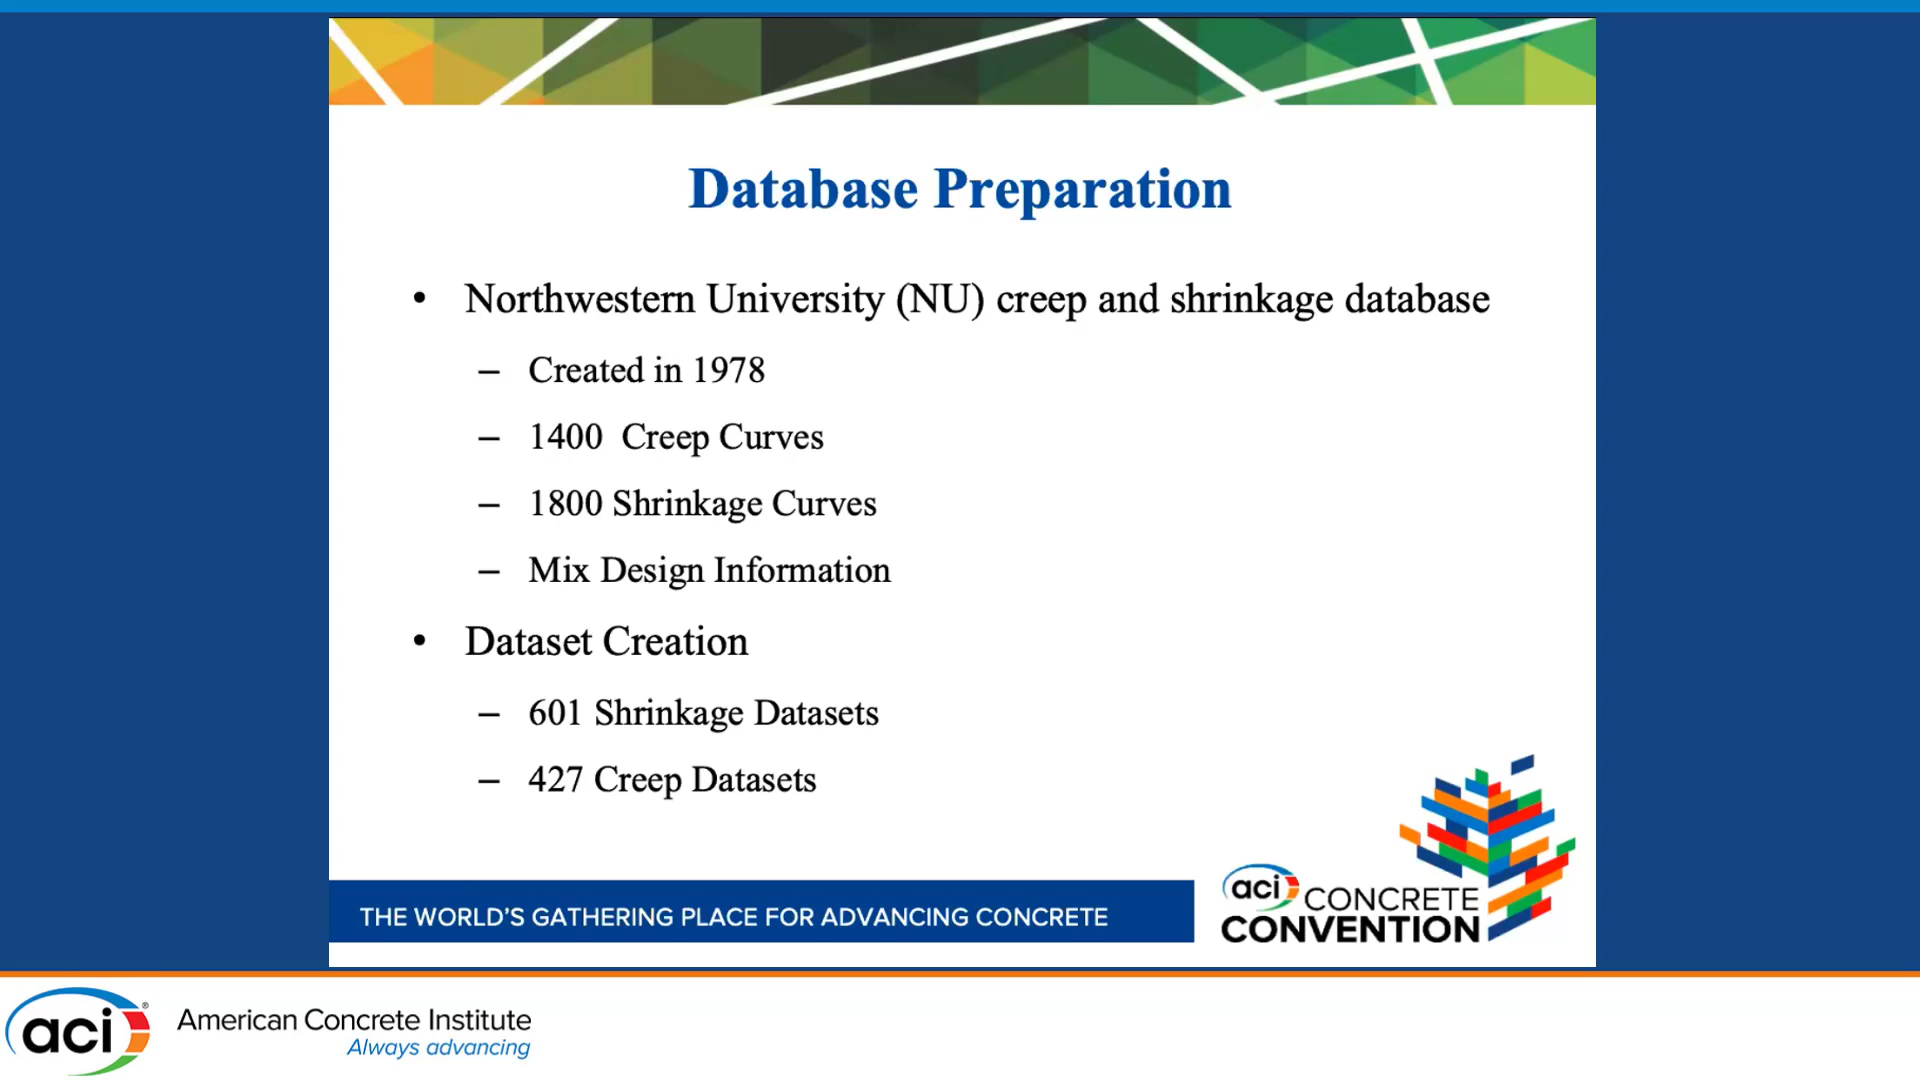 Database Preparation
• Northwestern University (NU) creep and shrinkage database
– Created in 1978
– 1400 Creep Curves
– 1800 Shrinkage Curves
– Mix Design Information
• Dataset Creation
– 601 Shrinkage Datasets
– 427 Creep Datasets
THE WORLD'S GATHERING PLACE FOR ADVANCING CONCRETE
aci CONCRETE
CONVENTION
aci®
American Concrete Institute
Always advancing